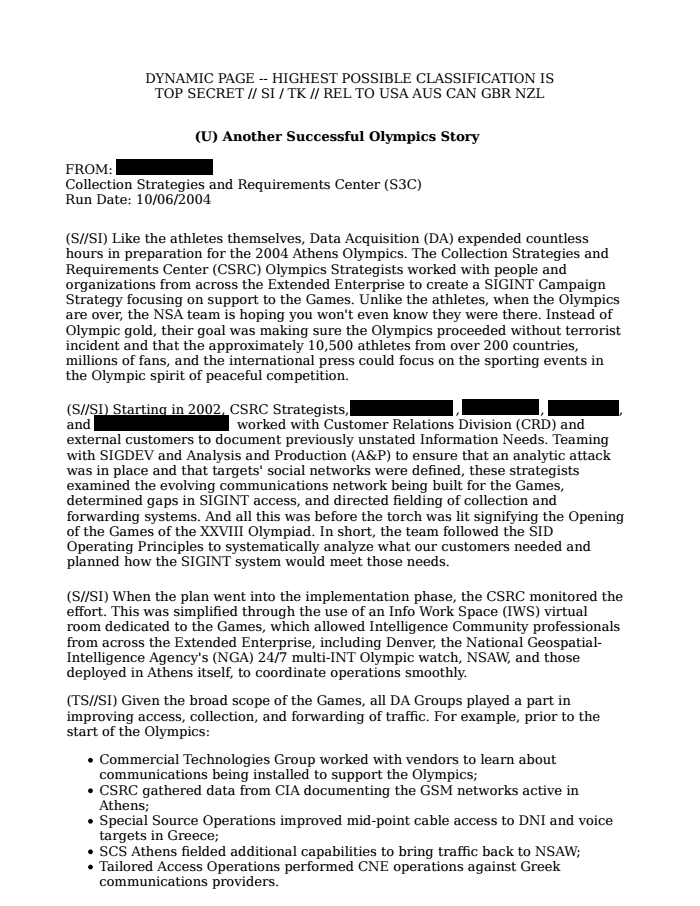 DYNAMIC PAGE -- HIGHEST POSSIBLE CLASSIFICATION IS
TOP SECRET // SI / TK // REL TO USA AUS CAN GBR NZL
(U) Another Successful Olympics Story
FROM:
Collection Strategies and Requirements Center (S3C)
Run Date: 10/06/2004
(S//SI) Like the athletes themselves, Data Acquisition (DA) expended countless
hours in preparation for the 2004 Athens Olympics. The Collection Strategies and
Requirements Center (CSRC) Olympics Strategists worked with people and
organizations from across the Extended Enterprise to create a SIGINT Campaign
Strategy focusing on support to the Games. Unlike the athletes, when the Olympics
are over, the NSA team is hoping you won't even know they were there. Instead of
Olympic gold, their goal was making sure the Olympics proceeded without terrorist
incident and that the approximately 10,500 athletes from over 200 countries,
millions of fans, and the international press could focus on the sporting events in
the Olympic spirit of peaceful competition.
(S//SI) Starting in 2002, CSRC Strategists, , , ,
and worked with Customer Relations Division (CRD) and
external customers to document previously unstated Information Needs. Teaming
with SIGDEV and Analysis and Production (A&P) to ensure that an analytic attack
was in place and that targets' social networks were defined, these strategists
examined the evolving communications network being built for the Games,
determined gaps in SIGINT access, and directed fielding of collection and
forwarding systems. And all this was before the torch was lit signifying the Opening
of the Games of the XXVIII Olympiad. In short, the team followed the SID
Operating Principles to systematically analyze what our customers needed and
planned how the SIGINT system would meet those needs.
(S//SI) When the plan went into the implementation phase, the CSRC monitored the
effort. This was simplified through the use of an Info Work Space (IWS) virtual
room dedicated to the Games, which allowed Intelligence Community professionals
from across the Extended Enterprise, including Denver, the National Geospatial-
Intelligence Agency's (NGA) 24/7 multi-INT Olympic watch, NSAW, and those
deployed in Athens itself, to coordinate operations smoothly.
(TS//SI) Given the broad scope of the Games, all DA Groups played a part in
improving access, collection, and forwarding of traffic. For example, prior to the
start of the Olympics:
• Commercial Technologies Group worked with vendors to learn about
communications being installed to support the Olympics;
• CSRC gathered data from CIA documenting the GSM networks active in
Athens;
• Special Source Operations improved mid-point cable access to DNI and voice
targets in Greece;
• SCS Athens fielded additional capabilities to bring traffic back to NSAW;
• Tailored Access Operations performed CNE operations against Greek
communications providers.